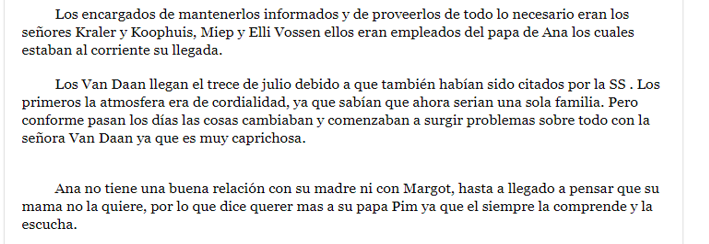 Los encargados de mantenerlos informados y de proveerlos de todo lo necesario eran los
señores Kraler y Koophuis, Miep y Elli Vossen ellos eran empleados del papa de Ana los cuales
estaban al corriente su llegada.
Los Van Daan llegan el trece de julio debido a que también habían sido citados por la SS . Los
primeros la atmosfera era de cordialidad, ya que sabían que ahora serian una sola familia. Pero
conforme pasan los días las cosas cambiaban y comenzaban a surgir problemas sobre todo con la
señora Van Daan ya que es muy caprichosa.
Ana no tiene una buena relación con su madre ni con Margot, hasta a llegado a pensar que su
mama no la quiere, por lo que dice querer mas a su papa Pim ya que el siempre la comprende y la
escucha.